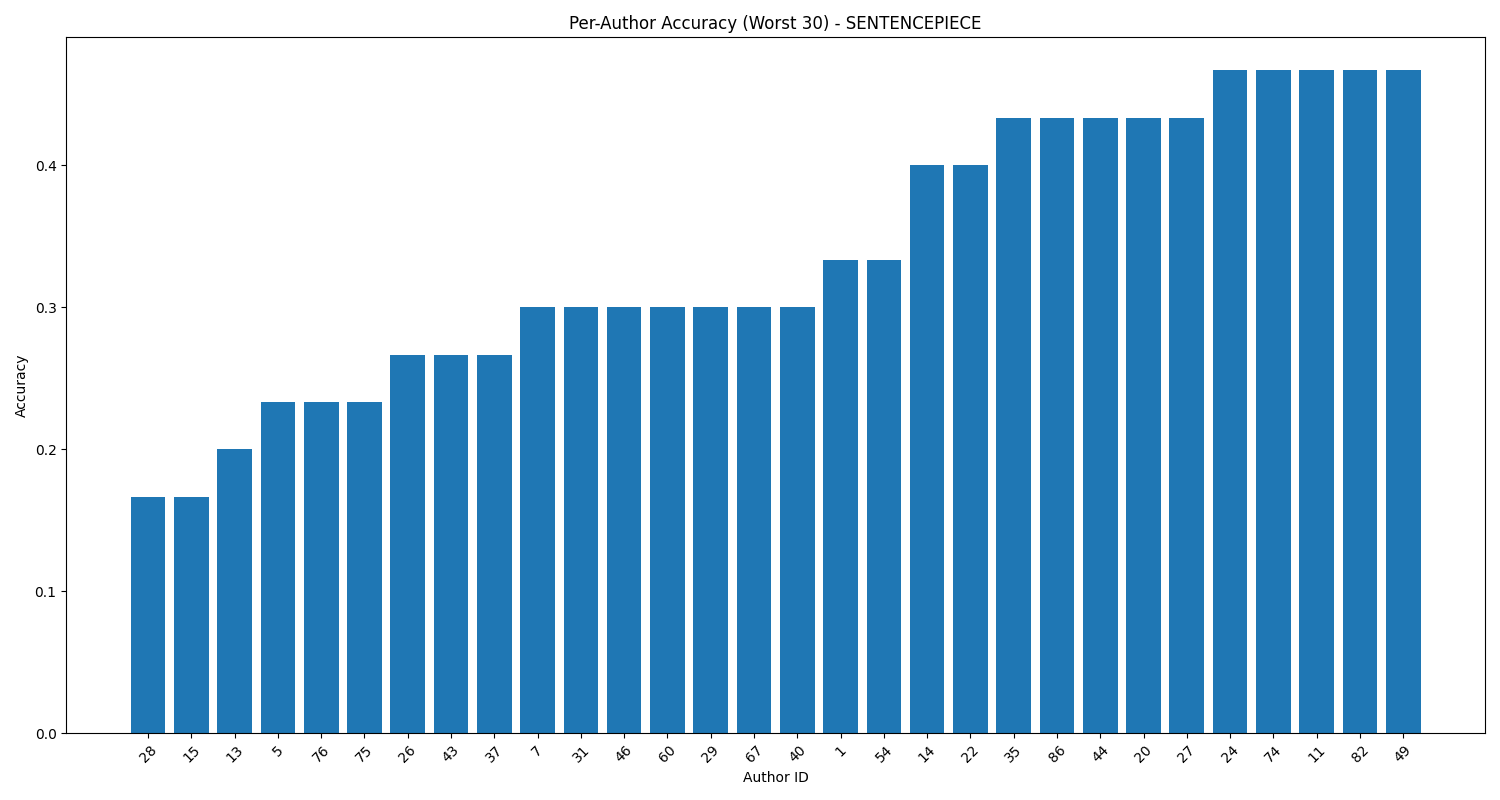 Per-Author Accuracy (Worst 30) - SENTENCEPIECE
Accuracy
0.4
0.3
0.2
0.1
0.0
28 15 13 5 76 75 26 43 37 7 31 46 60 29 67 40 1 54 14 22 35 86 44 20 27 24 74 11 82 49
Author ID